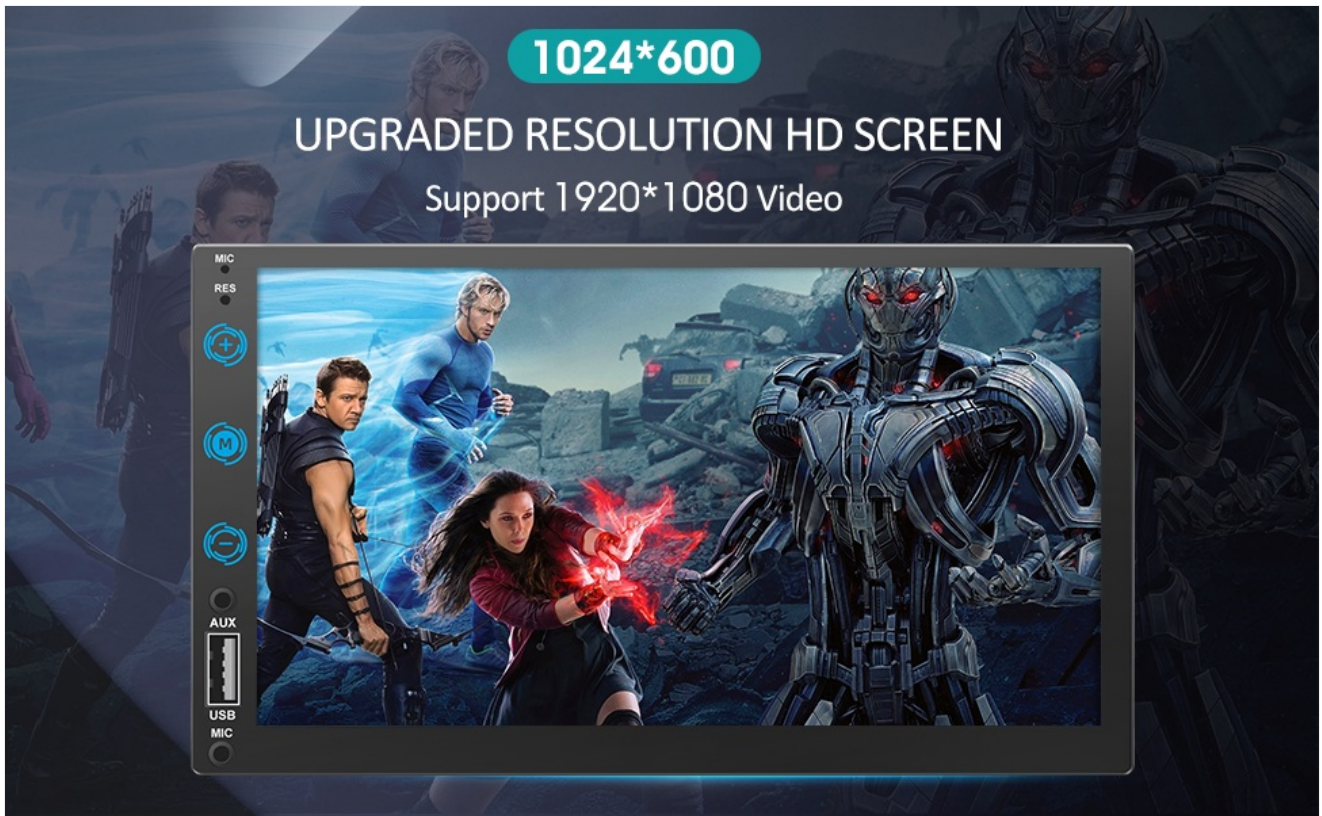 1024*600
UPGRADED RESOLUTION HD SCREEN
Support 1920*1080 Video
MIC
RES
+
M
−
AUX
USB
MIC